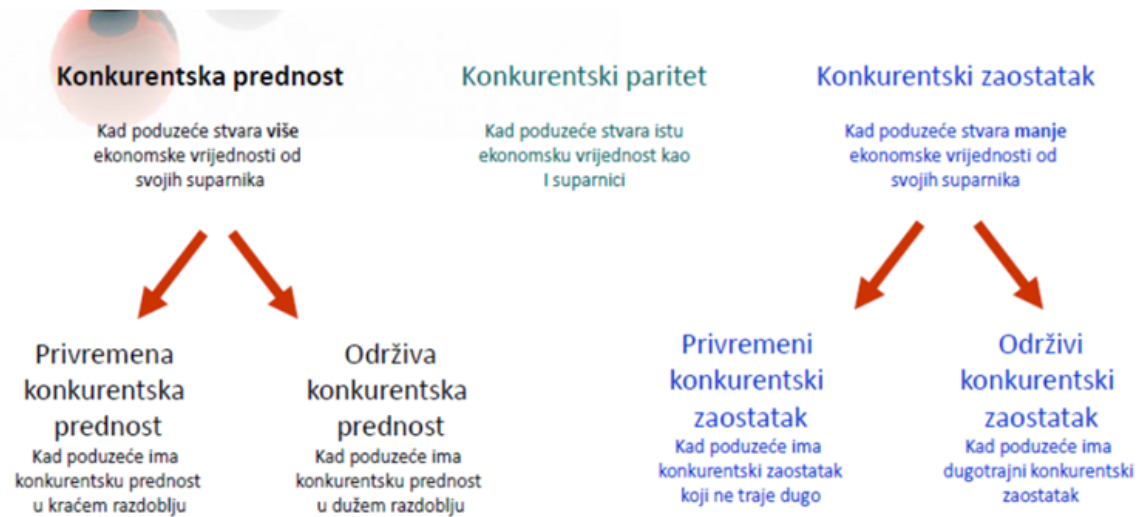 Konkurentska prednost
Kad poduzeće stvara više
ekonomske vrijednosti od
svojih suparnika
Konkurentski paritet
Kad poduzeće stvara istu
ekonomsku vrijednost kao
I suparnici
Konkurentski zaostatak
Kad poduzeće stvara manje
ekonomske vrijednosti od
svojih suparnika
Privremena
konkurentska
prednost
Kad poduzeće ima
konkurentsku prednost
u kraćem razdoblju
Održiva
konkurentska
prednost
Kad poduzeće ima
konkurentsku prednost
u dužem razdoblju
Privremeni
konkurentski
zaostatak
Kad poduzeće ima
konkurentski zaostatak
koji ne traje dugo
Održivi
konkurentski
zaostatak
Kad poduzeće ima
dugotrajni konkurentski
zaostatak